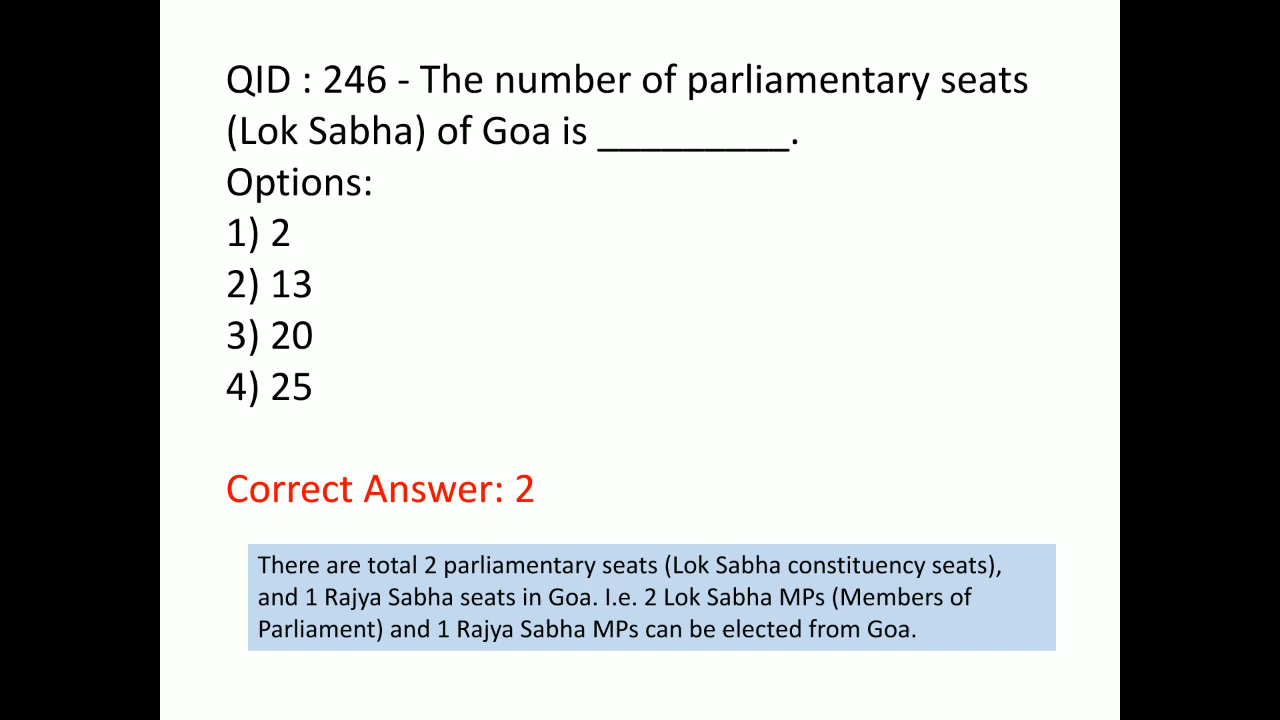 QID : 246 - The number of parliamentary seats
(Lok Sabha) of Goa is _________.
Options:
1) 2
2) 13
3) 20
4) 25
Correct Answer: 2
There are total 2 parliamentary seats (Lok Sabha constituency seats),
and 1 Rajya Sabha seats in Goa. I.e. 2 Lok Sabha MPs (Members of
Parliament) and 1 Rajya Sabha MPs can be elected from Goa.